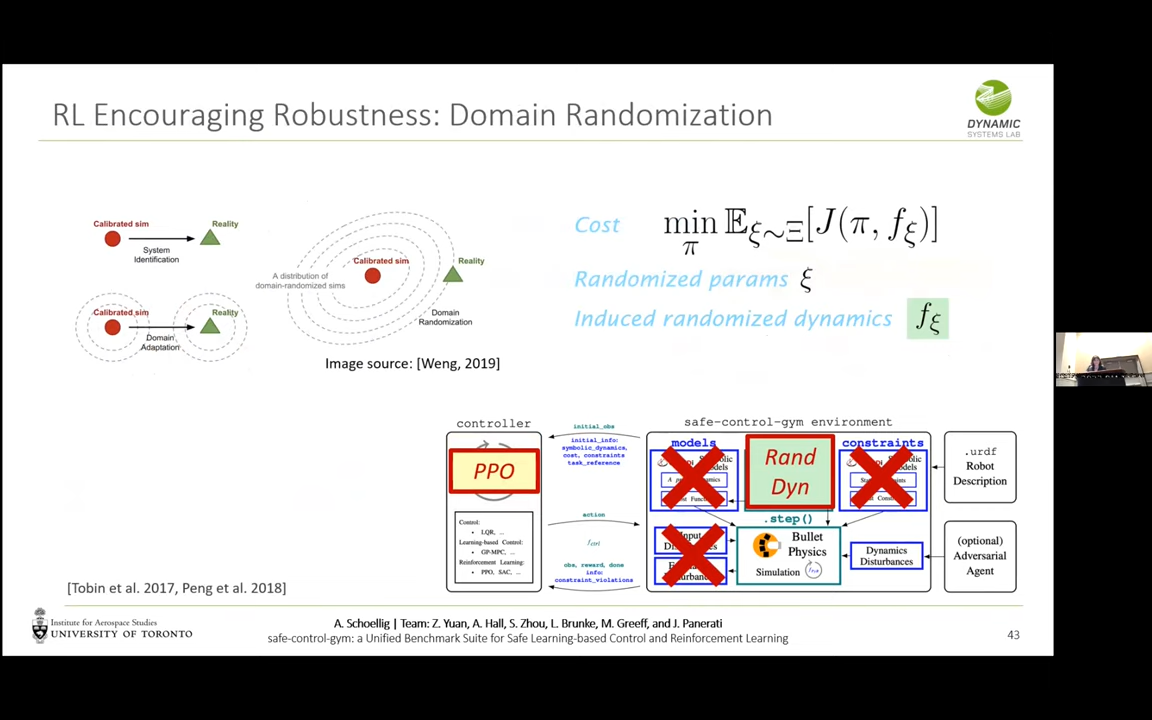 RL Encouraging Robustness: Domain Randomization
DYNAMIC
SYSTEMS LAB
Calibrated sim
Reality
System
Identification
Calibrated sim
Reality
Domain
Adaptation
A distribution of
domain-randomized sims
Calibrated sim
Reality
Domain
Randomization
Image source: [Weng, 2019]
Cost min_π 𝔼_{ξ∼Ξ}[J(π, f_ξ)]
Randomized params ξ
Induced randomized dynamics f_ξ
controller
PPO
Control:
• LQR, ...
Learning-based Control:
• GP-MPC, ...
Reinforcement Learning:
• PPO, SAC, ...
initial_obs
initial_info:
symbolic_dynamics,
cost, constraints
task_reference
action
obs, reward, done
info:
constraint_violations
safe-control-gym environment
models
Rand
Dyn
constraints
.step()
Bullet
Physics
Simulation
Dynamics
Disturbances
.urdf
Robot
Description
(optional)
Adversarial
Agent
[Tobin et al. 2017, Peng et al. 2018]
Institute for Aerospace Studies
UNIVERSITY OF TORONTO
A. Schoellig | Team: Z. Yuan, A. Hall, S. Zhou, L. Brunke, M. Greeff, and J. Panerati
safe-control-gym: a Unified Benchmark Suite for Safe Learning-based Control and Reinforcement Learning
43